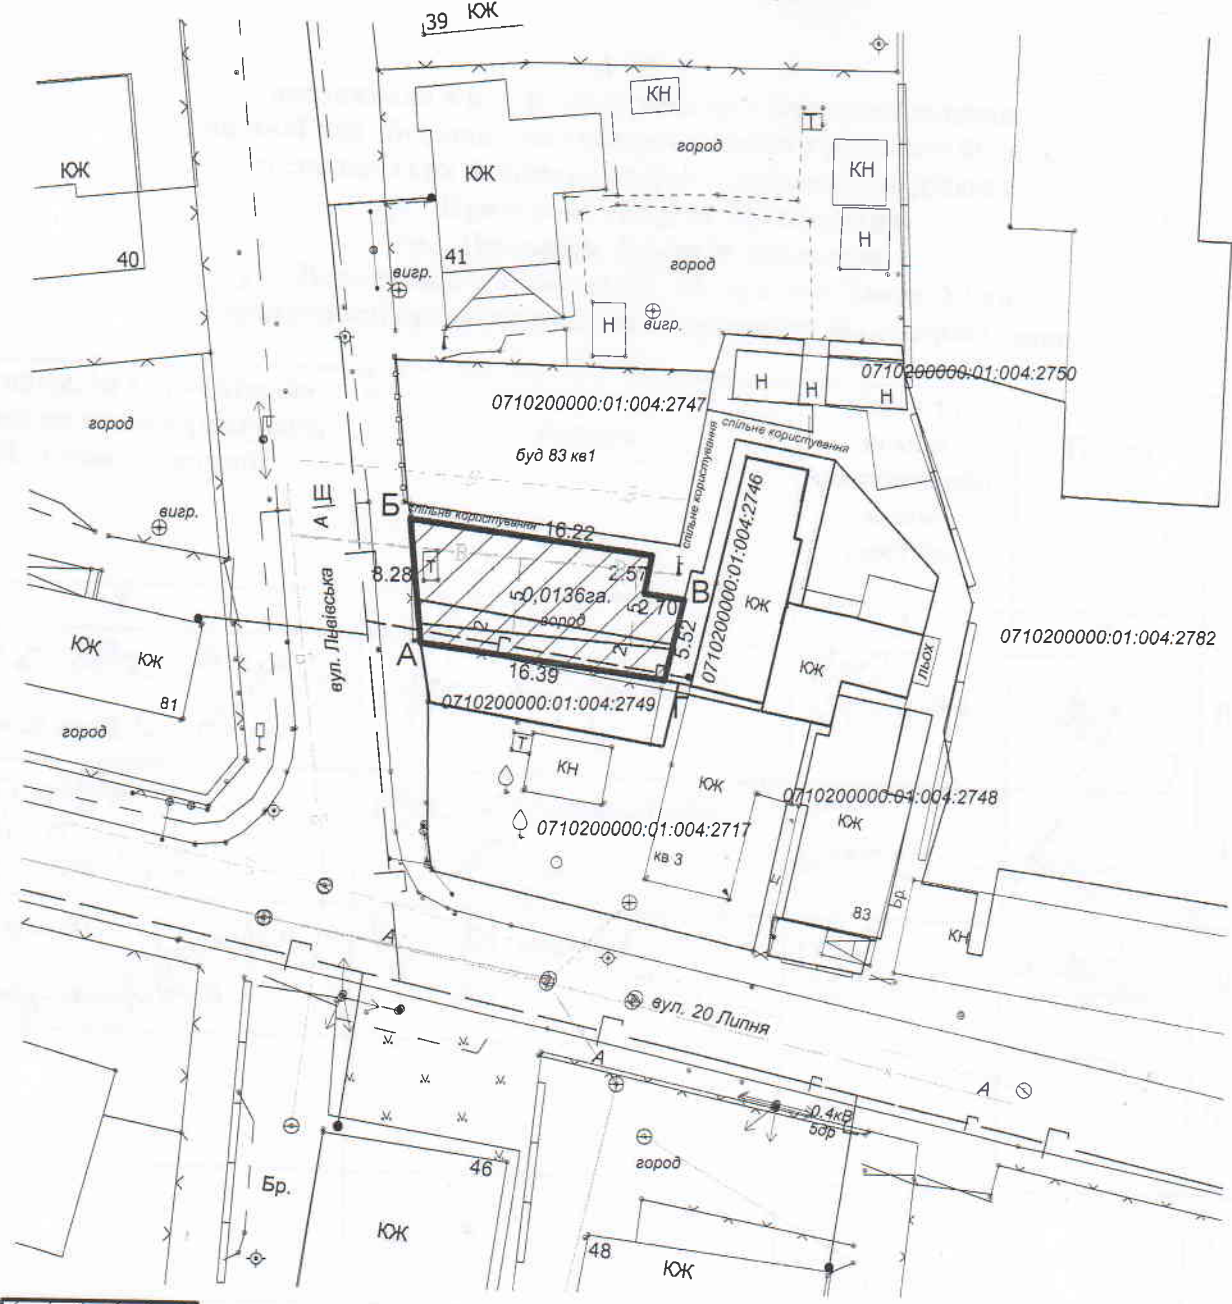 39 КЖ
КН
город
Т
КН
КЖ
КЖ
Н
40
41
вигр.
город
Н
вигр.
0710200000:01:004:2750
Н
Н
Н
0710200000:01:004:2747
спільне користування
город
буд 83 кв1
спільне користування
вигр.
А|Ш
Б
спільне користування
16.22
0710200000:01:004:2746
В
Т
8.28
2.57
Г
вул. Львівська
5
0,0136га.
5
2.70
В
КЖ
город
2
2
5.52
0710200000:01:004:2782
КЖ
КЖ
А
16.39
КЖ
льох
81
0710200000:01:004:2749
город
Т
КН
КЖ
0710200000:01:004:2748
0710200000:01:004:2717
КЖ
кв 3
Е
Бр.
83
КН
А
вул. 20 Липня
А
А
0.4кВ
5др
46
город
Бр.
КЖ
48
КЖ